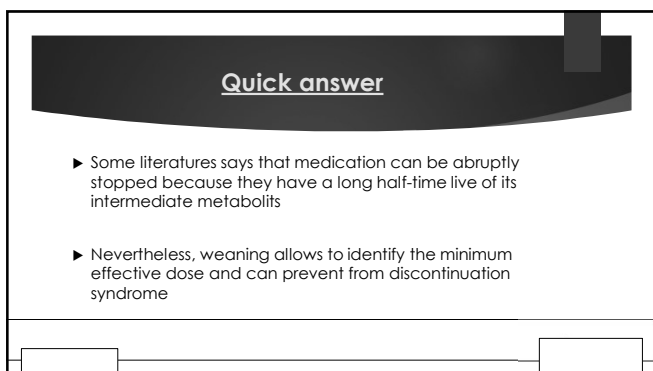 Quick answer
▶ Some literatures says that medication can be abruptly
stopped because they have a long half-time live of its
intermediate metabolits
▶ Nevertheless, weaning allows to identify the minimum
effective dose and can prevent from discontinuation
syndrome